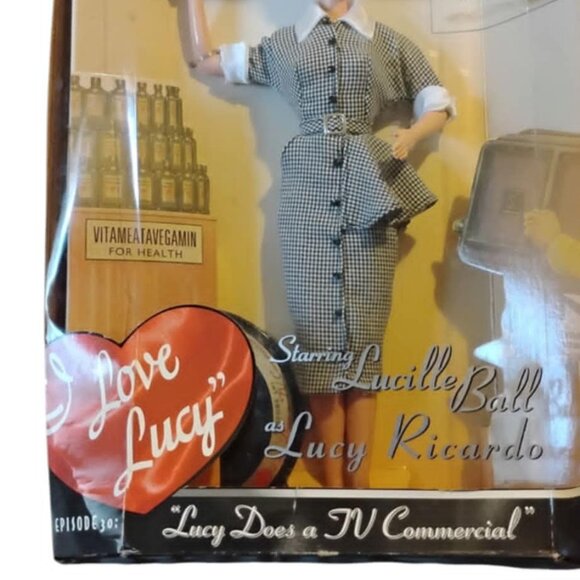 VITAMEATAVEGAMIN
FOR HEALTH
I Love
Lucy"
Starring Lucille Ball
as Lucy Ricardo
EPISODE 30:
"Lucy Does a TV Commercial"